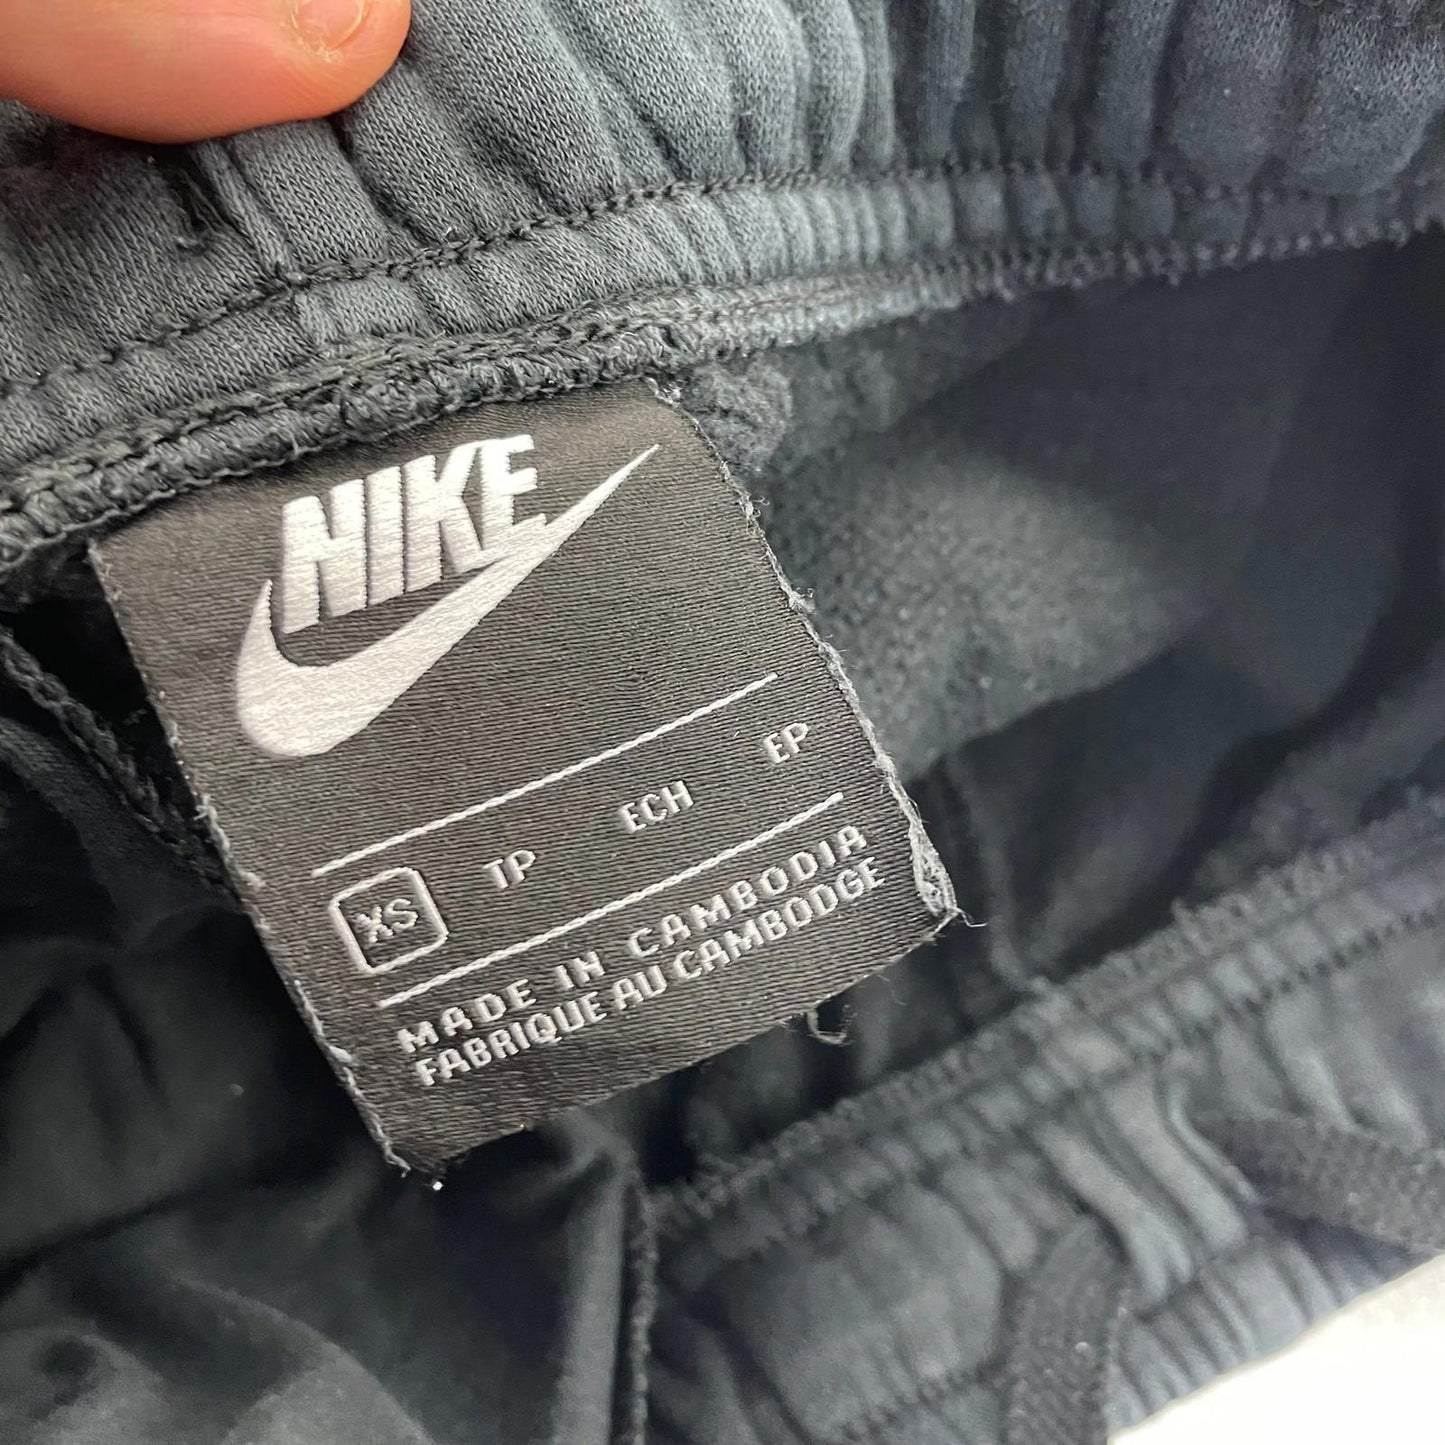 NIKE
XS TP ECH EP
MADE IN CAMBODIA
FABRIQUE AU CAMBODGE